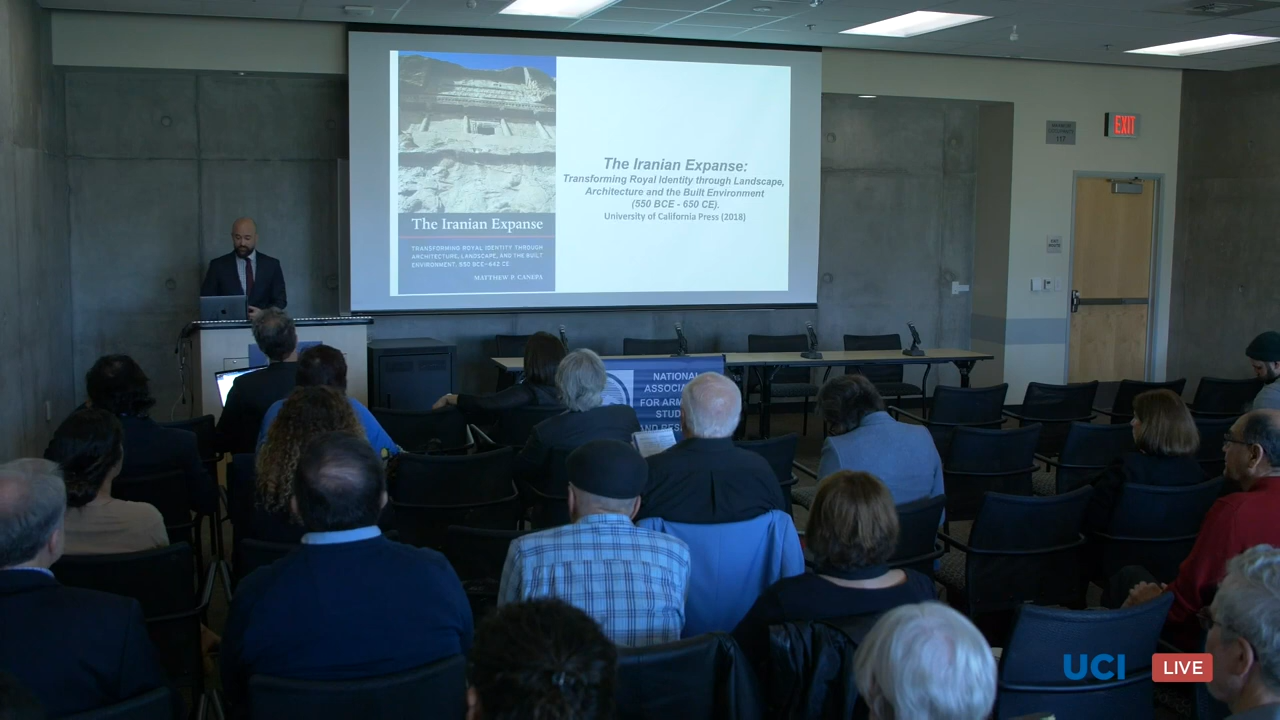 The Iranian Expanse
TRANSFORMING ROYAL IDENTITY THROUGH
ARCHITECTURE, LANDSCAPE, AND THE BUILT
ENVIRONMENT, 550 BCE–642 CE
MATTHEW P. CANEPA
The Iranian Expanse:
Transforming Royal Identity through Landscape,
Architecture and the Built Environment
(550 BCE - 650 CE).
University of California Press (2018)
EXIT
NATIONAL
ASSOCIA
FOR ARM
STUD
AND RES
UCI
LIVE